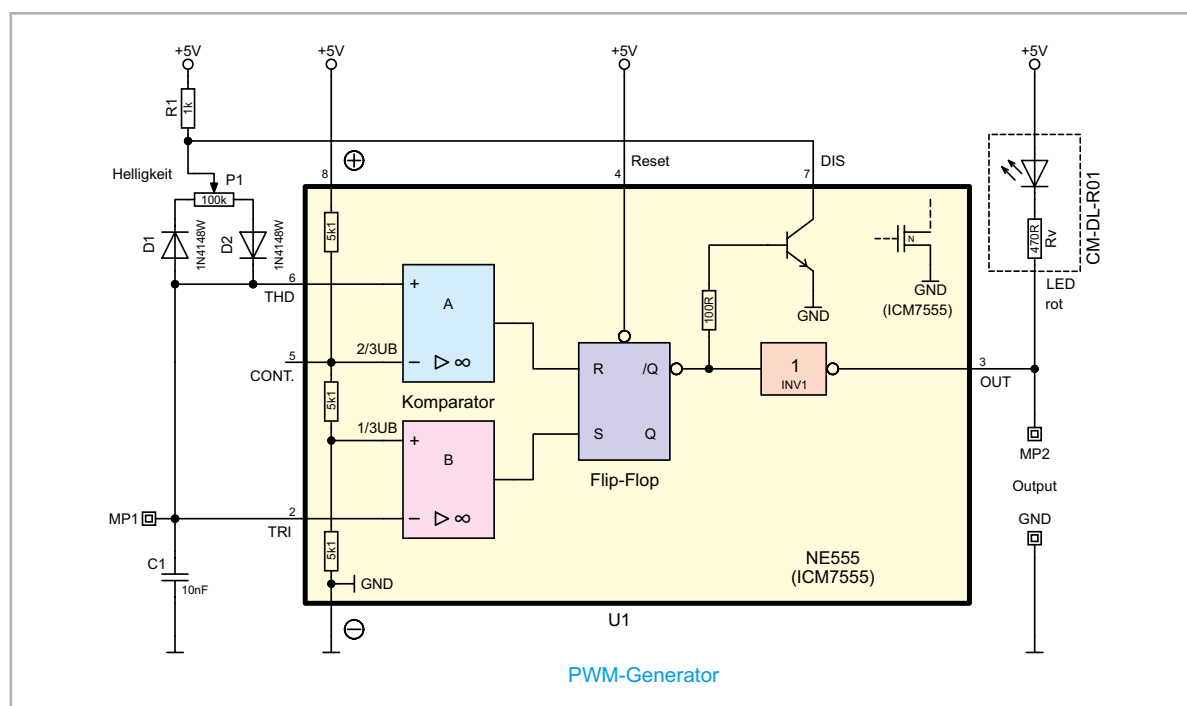 +5V
+5V
+5V
+5V
R1
1k
Helligkeit
P1
100k
D1
1N4148W
D2
1N4148W
8
Reset
4
DIS
7
5k1
6
THD
+
A
−
▷ ∞
2/3UB
5
CONT.
Komparator
5k1
1/3UB
+
B
−
▷ ∞
2
TRI
MP1
C1
10nF
5k1
GND
R
/Q
S
Q
Flip-Flop
100R
GND
N
GND
(ICM7555)
1
INV1
3
OUT
470R
Rv
CM-DL-R01
LED
rot
MP2
Output
GND
NE555
(ICM7555)
U1
PWM-Generator